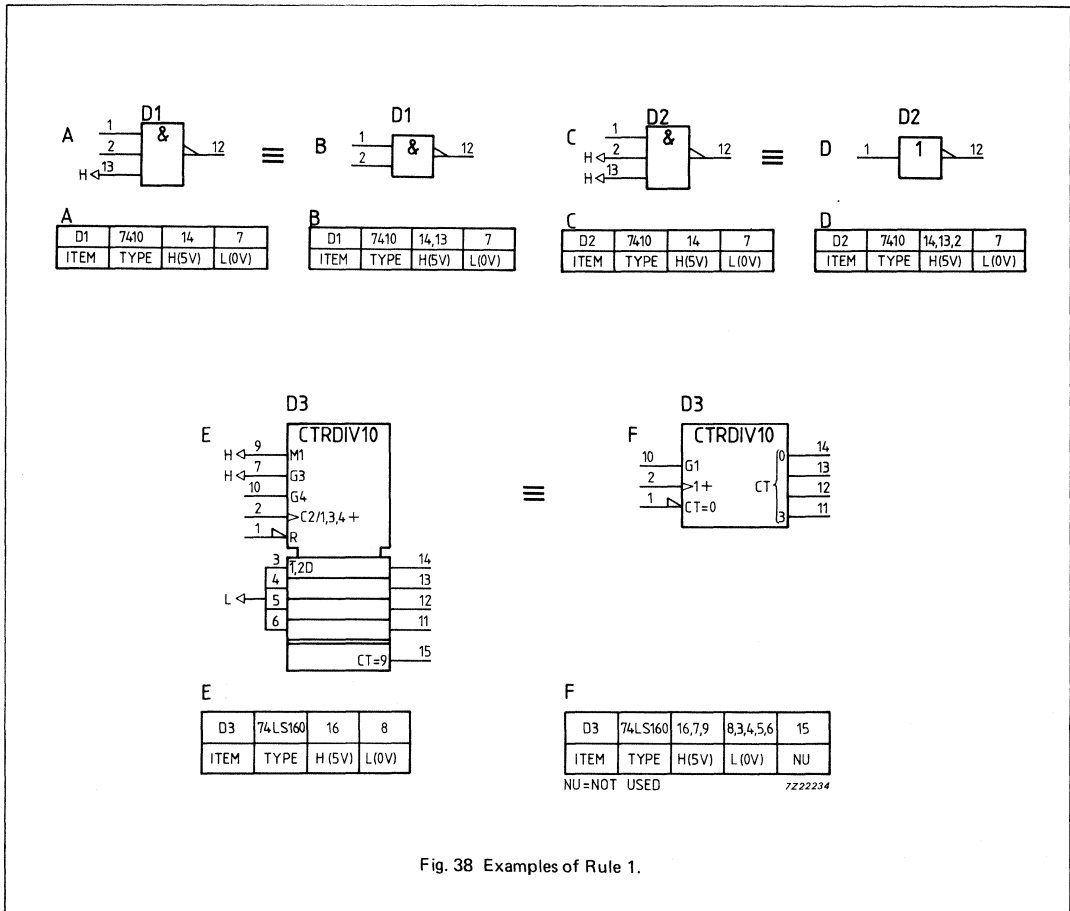 D1
A 1 & 12
2
H 13
≡
D1
B 1 & 12
2
D2
C 1 & 12
H 2
H 13
≡
D2
D 1 1 12
A
D1 7410 14 7
ITEM TYPE H(5V) L(0V)
B
D1 7410 14,13 7
ITEM TYPE H(5V) L(0V)
C
D2 7410 14 7
ITEM TYPE H(5V) L(0V)
D
D2 7410 14,13,2 7
ITEM TYPE H(5V) L(0V)
D3
E CTRDIV10
H 9 M1
H 7 G3
10 G4
2 C2/1,3,4+
1 R
3 1,2D 14
4 13
L 5 12
6 11
CT=9 15
≡
D3
F CTRDIV10
10 G1 0 14
2 1+ CT 13
1 CT=0 12
3 11
E
D3 74LS160 16 8
ITEM TYPE H(5V) L(0V)
F
D3 74LS160 16,7,9 8,3,4,5,6 15
ITEM TYPE H(5V) L(0V) NU
NU=NOT USED 7Z22234
Fig. 38 Examples of Rule 1.